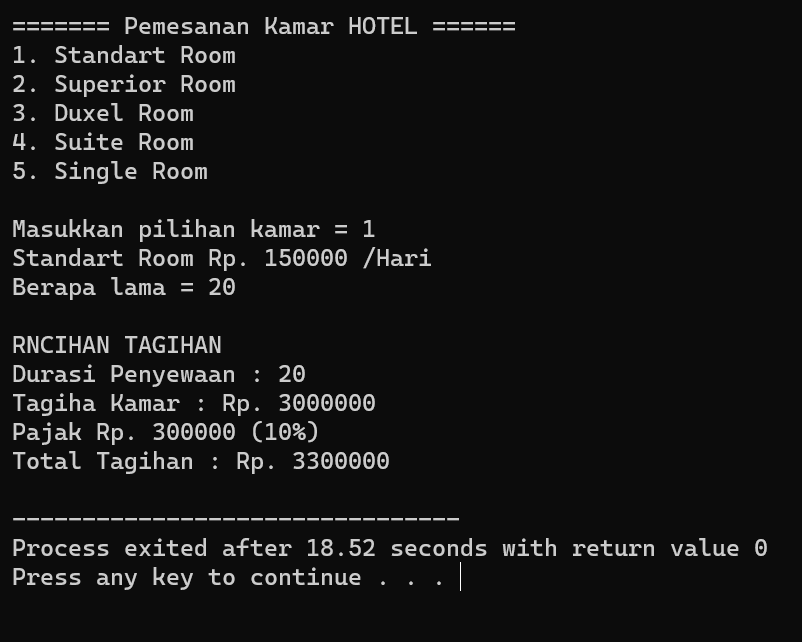 ======= Pemesanan Kamar HOTEL ======
1. Standart Room
2. Superior Room
3. Duxel Room
4. Suite Room
5. Single Room
Masukkan pilihan kamar = 1
Standart Room Rp. 150000 /Hari
Berapa lama = 20
RNCIHAN TAGIHAN
Durasi Penyewaan : 20
Tagiha Kamar : Rp. 3000000
Pajak Rp. 300000 (10%)
Total Tagihan : Rp. 3300000
--------------------------------
Process exited after 18.52 seconds with return value 0
Press any key to continue . . .